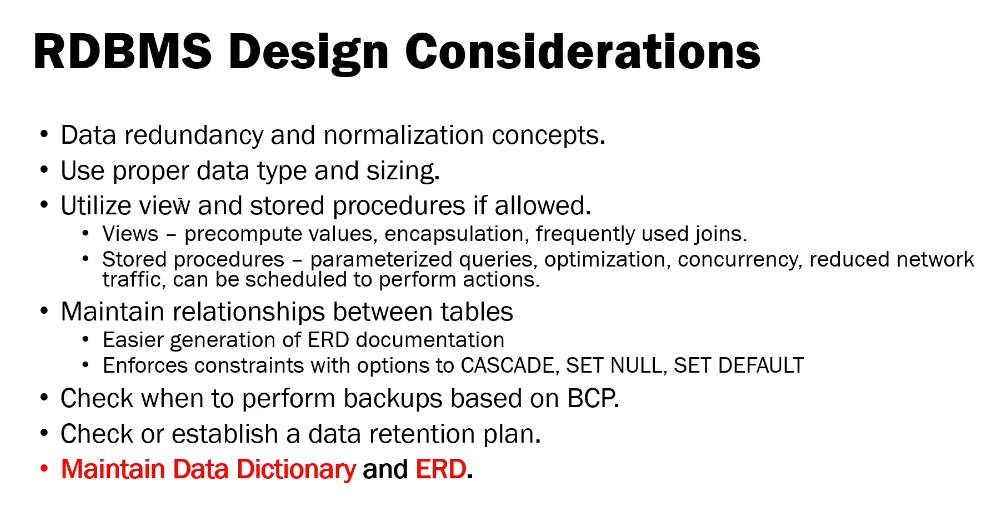 RDBMS Design Considerations
• Data redundancy and normalization concepts.
• Use proper data type and sizing.
• Utilize view and stored procedures if allowed.
• Views – precompute values, encapsulation, frequently used joins.
• Stored procedures – parameterized queries, optimization, concurrency, reduced network
traffic, can be scheduled to perform actions.
• Maintain relationships between tables
• Easier generation of ERD documentation
• Enforces constraints with options to CASCADE, SET NULL, SET DEFAULT
• Check when to perform backups based on BCP.
• Check or establish a data retention plan.
• Maintain Data Dictionary and ERD.